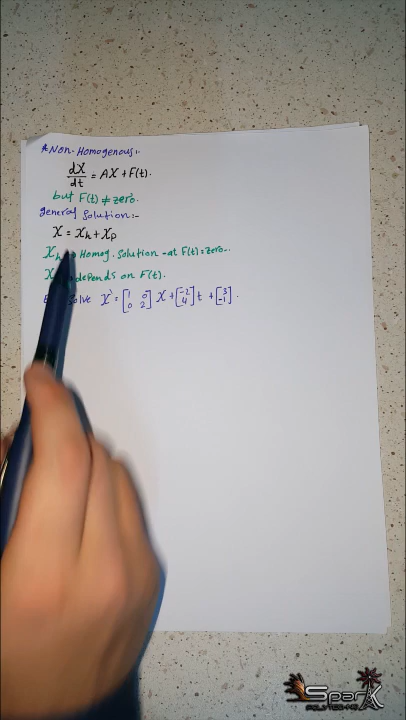 * Non-Homogenous:-
dX/dt = AX + F(t).
but F(t) ≠ zero.
general solution:-
X = Xh + Xp
Xh Homog. solution at F(t) = zero.
X depends on F(t).
solve X' = [1 0; 0 2] X + [-2; 4] t + [3; -1].
Spark